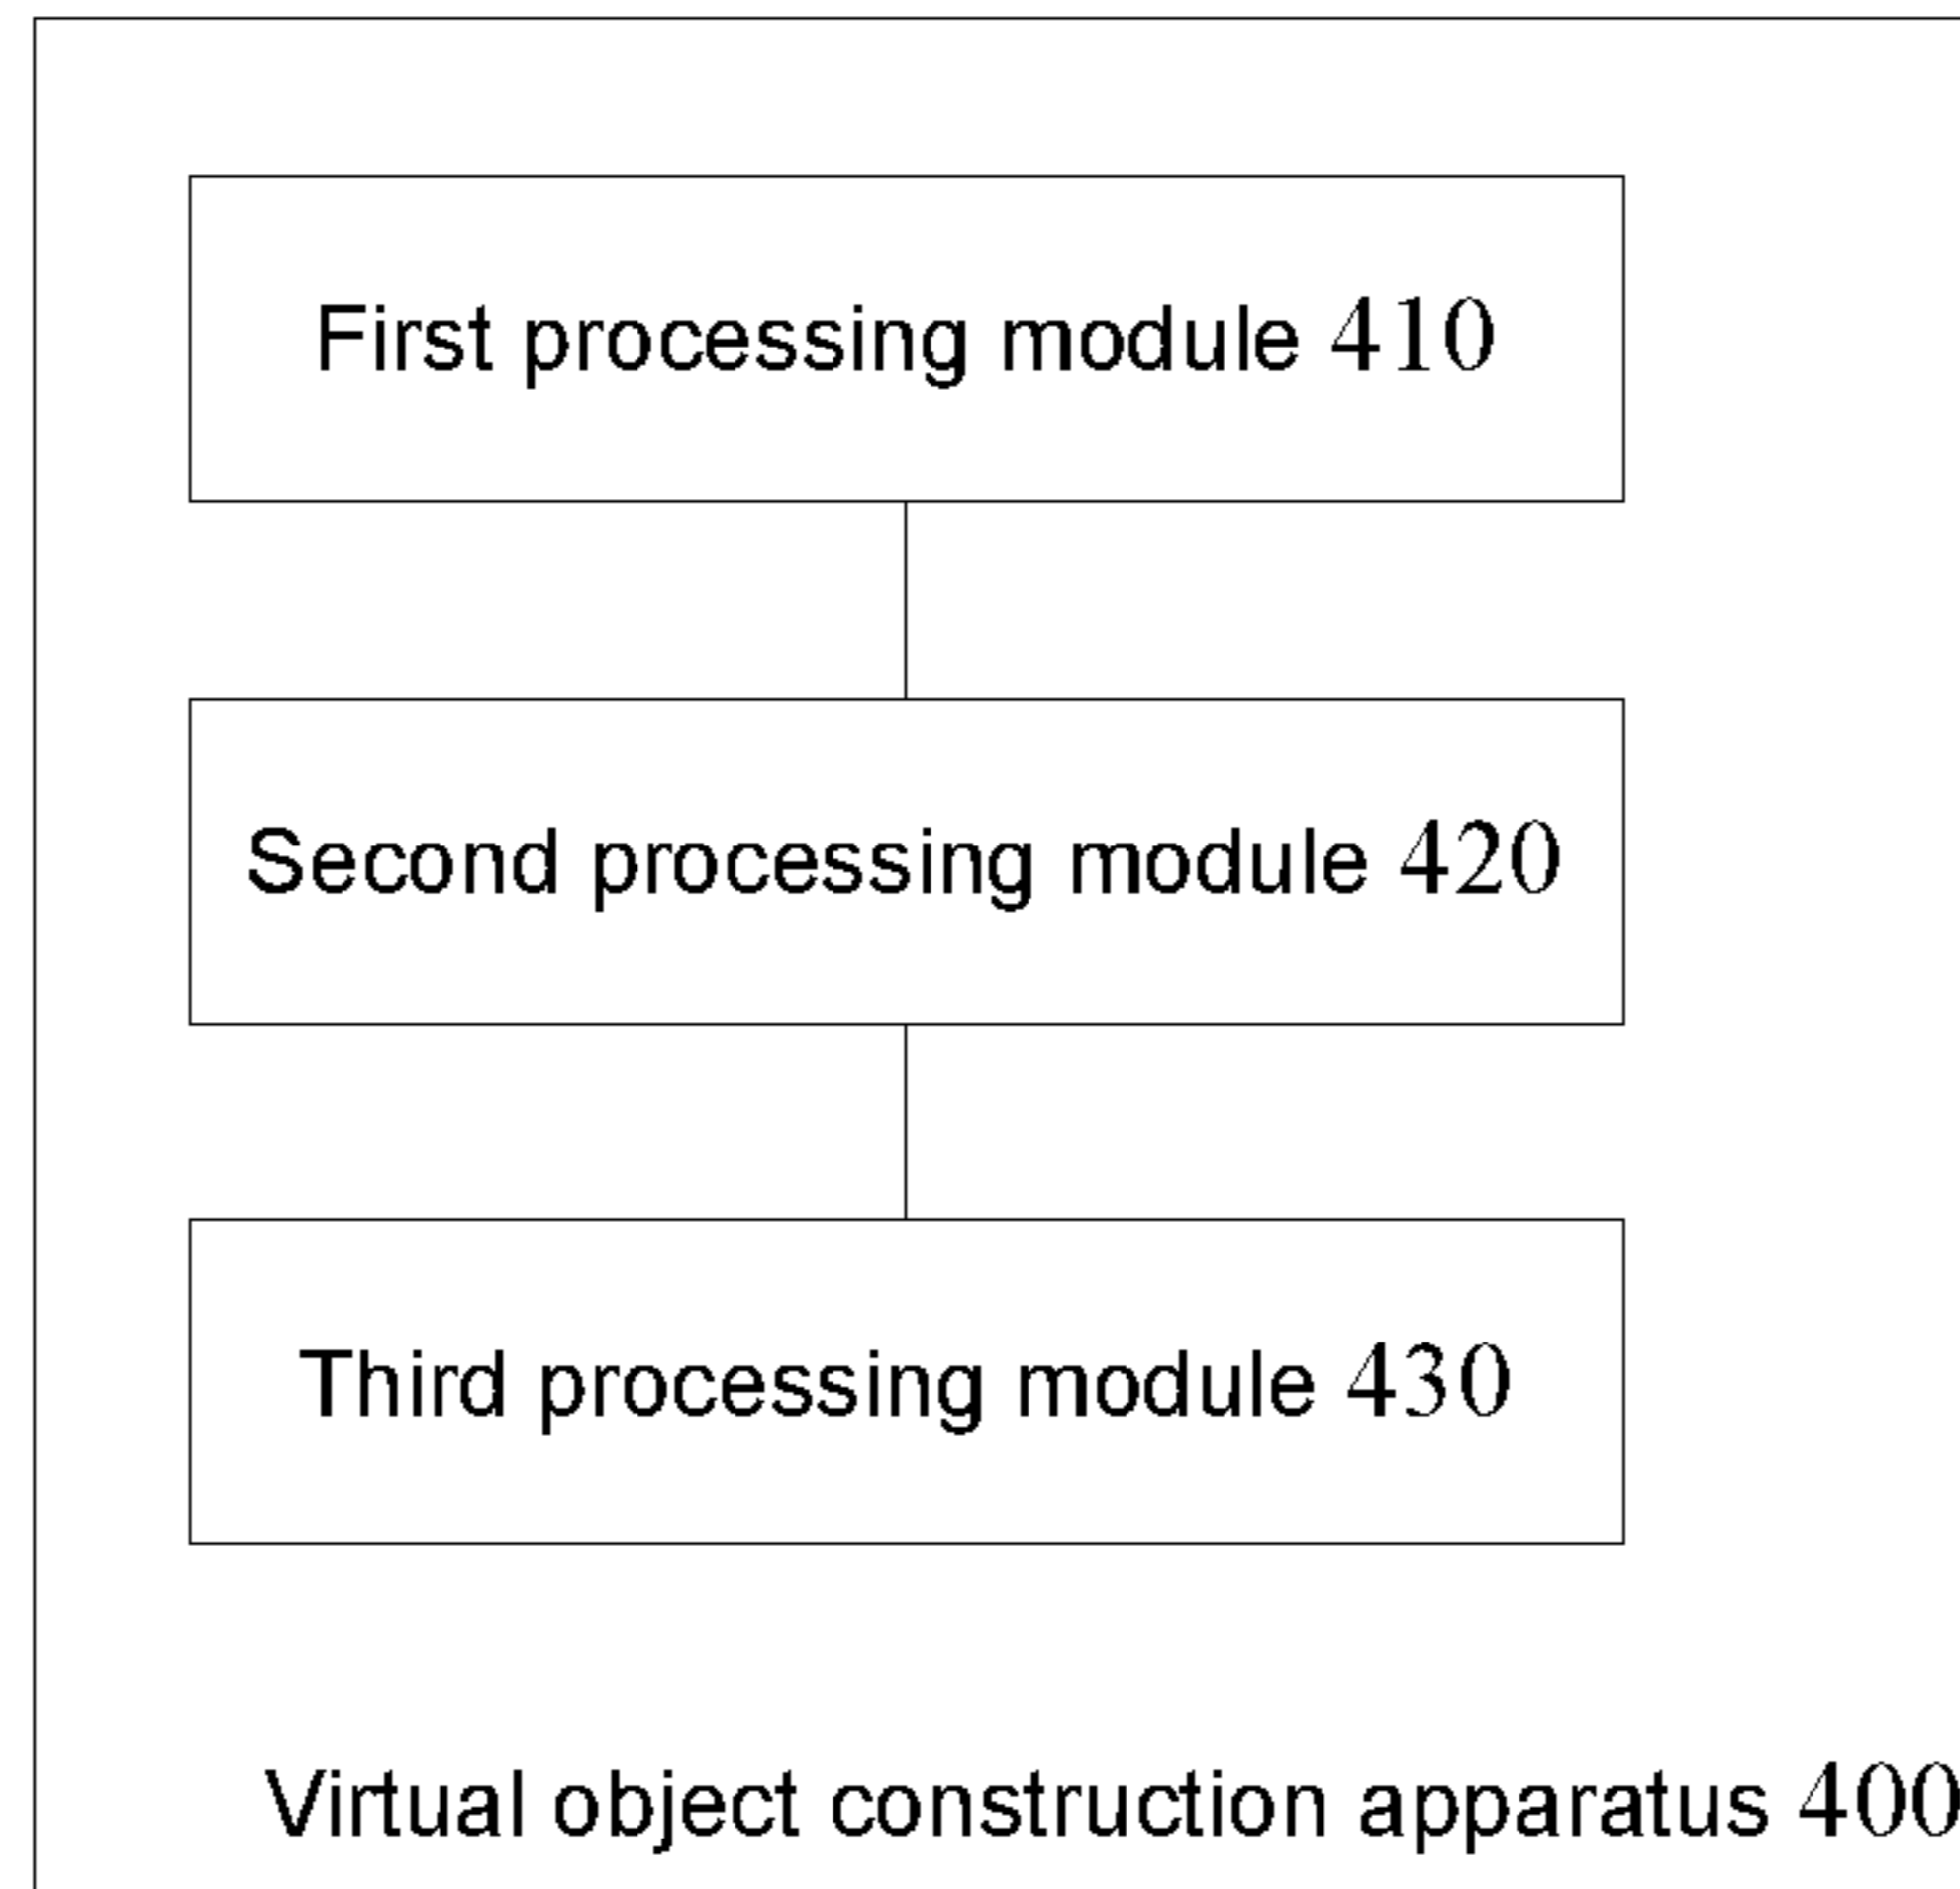 First processing module 410
Second processing module 420
Third processing module 430
Virtual object construction apparatus 400